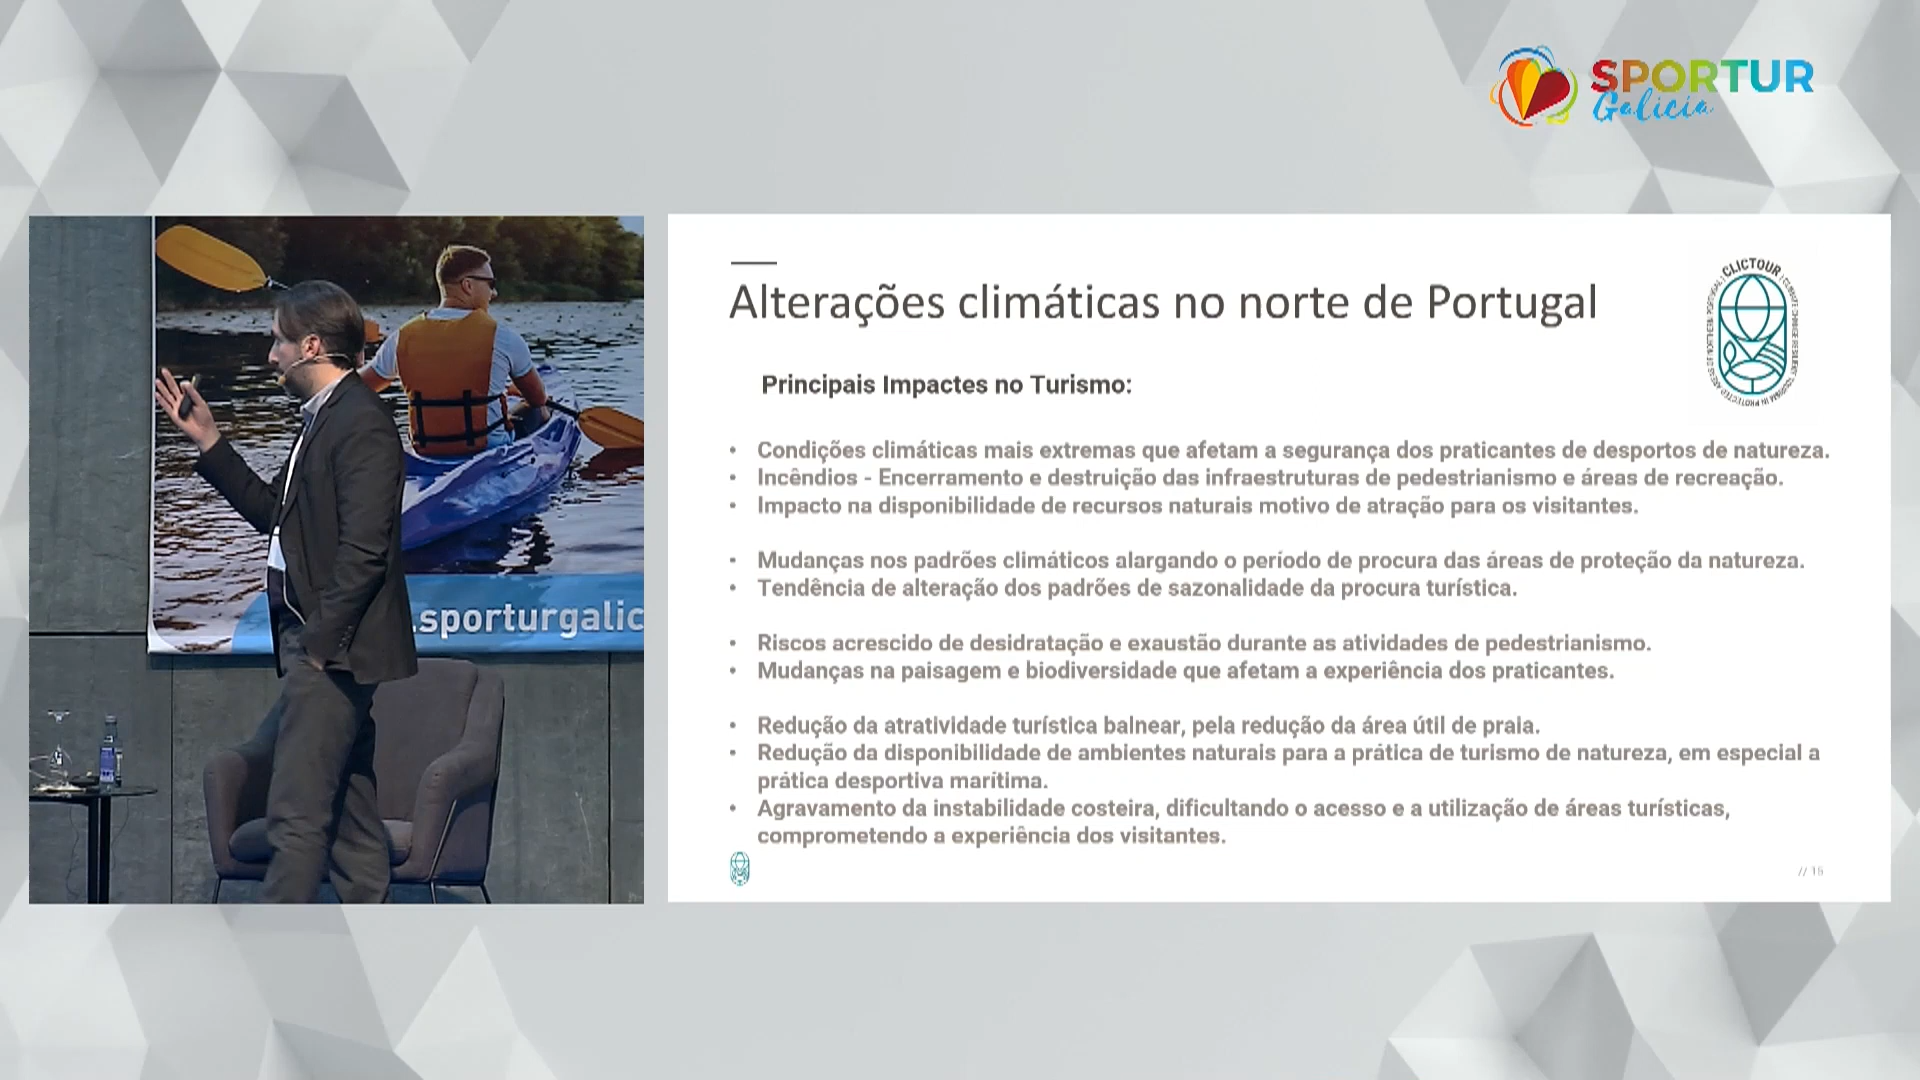 SPORTUR
Galicia
Alterações climáticas no norte de Portugal
CLICTOUR
Principais Impactes no Turismo:
• Condições climáticas mais extremas que afetam a segurança dos praticantes de desportos de natureza.
• Incêndios - Encerramento e destruição das infraestruturas de pedestrianismo e áreas de recreação.
• Impacto na disponibilidade de recursos naturais motivo de atração para os visitantes.
• Mudanças nos padrões climáticos alargando o período de procura das áreas de proteção da natureza.
• Tendência de alteração dos padrões de sazonalidade da procura turística.
• Riscos acrescido de desidratação e exaustão durante as atividades de pedestrianismo.
• Mudanças na paisagem e biodiversidade que afetam a experiência dos praticantes.
• Redução da atratividade turística balnear, pela redução da área útil de praia.
• Redução da disponibilidade de ambientes naturais para a prática de turismo de natureza, em especial a
prática desportiva marítima.
• Agravamento da instabilidade costeira, dificultando o acesso e a utilização de áreas turísticas,
comprometendo a experiência dos visitantes.
.sporturgalic